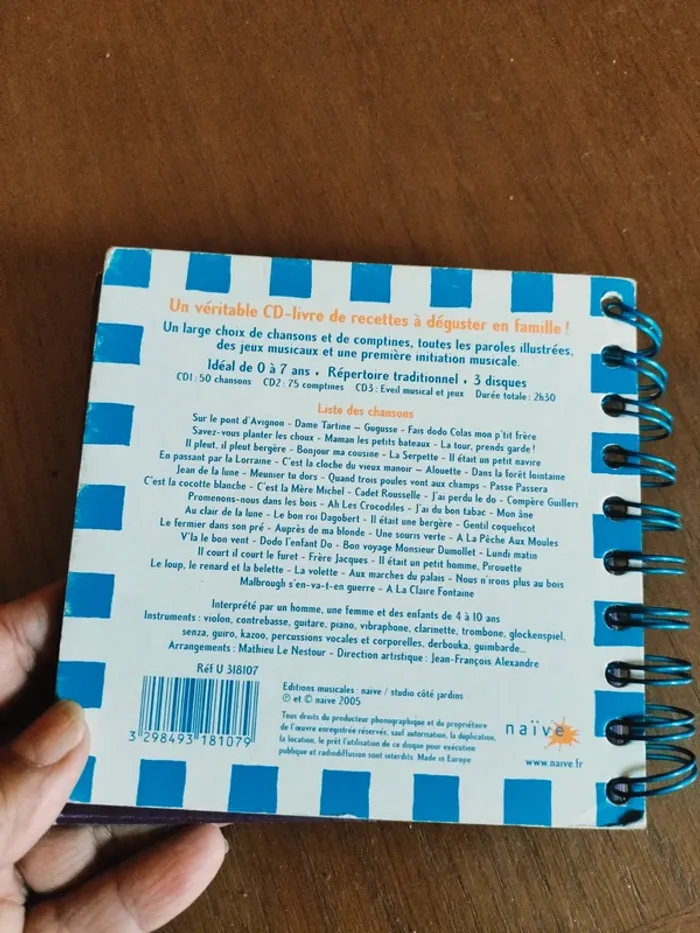 Un véritable CD-livre de recettes à déguster en famille !
Un large choix de chansons et de comptines, toutes les paroles illustrées,
des jeux musicaux et une première initiation musicale.
Idéal de 0 à 7 ans • Répertoire traditionnel • 3 disques
CD1 : 50 chansons CD2 : 75 comptines CD3 : Eveil musical et jeux Durée totale : 2h30
Liste des chansons
Sur le pont d'Avignon - Dame Tartine - Gugusse - Fais dodo Colas mon p'tit frère
Savez-vous planter les choux - Maman les petits bateaux - La tour, prends garde !
Il pleut, il pleut bergère - Bonjour ma cousine - La Serpette - Il était un petit navire
En passant par la Lorraine - C'est la cloche du vieux manoir - Alouette - Dans la forêt lointaine
Jean de la lune - Meunier tu dors - Quand trois poules vont aux champs - Passe Passera
C'est la cocotte blanche - C'est la Mère Michel - Cadet Rousselle - J'ai perdu le do - Compère Guilleri
Promenons-nous dans les bois - Ah Les Crocodiles - J'ai du bon tabac - Mon âne
Au clair de la lune - Le bon roi Dagobert - Il était une bergère - Gentil coquelicot
Le fermier dans son pré - Auprès de ma blonde - Une souris verte - A La Pêche Aux Moules
V'la le bon vent - Dodo l'enfant Do - Bon voyage Monsieur Dumollet - Lundi matin
Il court il court le furet - Frère Jacques - Il était un petit homme, Pirouette
Le loup, le renard et la belette - La volette - Aux marches du palais - Nous n'irons plus au bois
Malbrough s'en-va-t-en guerre - A La Claire Fontaine
Interprété par un homme, une femme et des enfants de 4 à 10 ans
Instruments : violon, contrebasse, guitare, piano, vibraphone, clarinette, trombone, glockenspiel,
senza, guiro, kazoo, percussions vocales et corporelles, derbouka, guimbarde...
Arrangements : Mathieu Le Nestour - Direction artistique : Jean-François Alexandre
Réf U 318107
3 298493 181079
Editions musicales : naïve / studio côté jardins
℗ et © naïve 2005
Tous droits du producteur phonographique et du propriétaire
de l'œuvre enregistrée réservés, sauf autorisation, la duplication,
la location, le prêt l'utilisation de ce disque pour exécution
publique et radiodiffusion sont interdits. Made in Europe
naïve
www.naive.fr